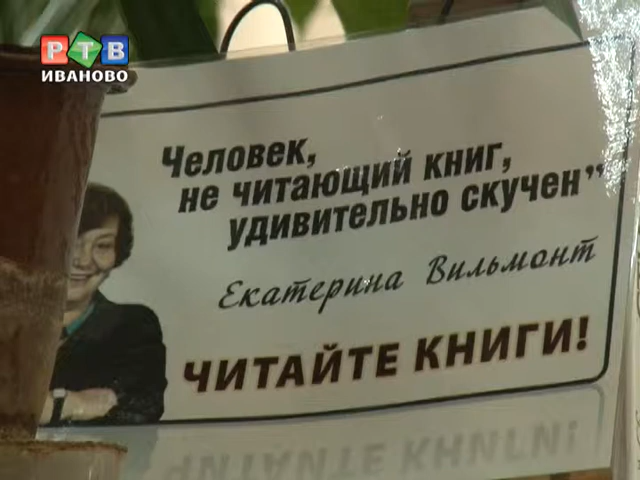 РТВ
ИВАНОВО
Человек,
не читающий книг,
удивительно скучен”
Екатерина Вильмонт
ЧИТАЙТЕ КНИГИ!